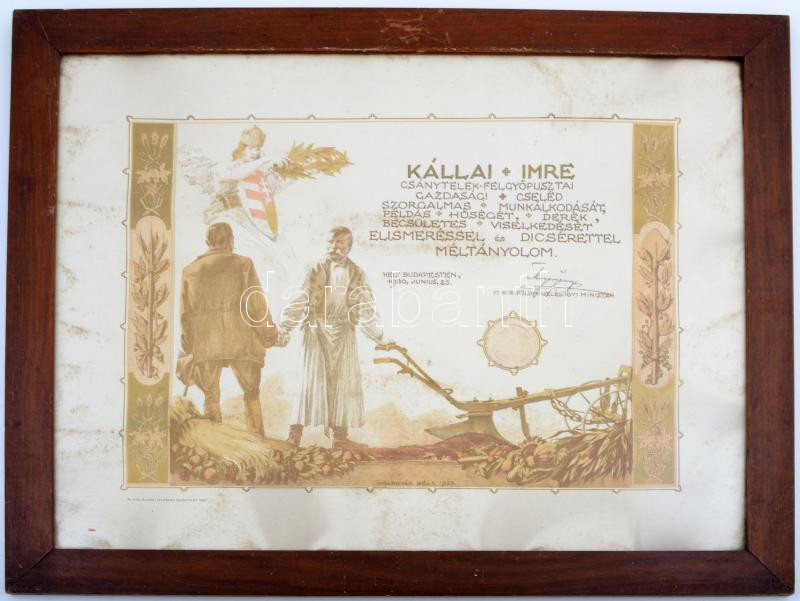 KÁLLAI + IMRE
CSANYTELEK-FELGYŐPUSZTAI
GAZDASÁGI + CSELÉD
SZORGALMAS + MUNKÁLKODÁSÁT,
PÉLDÁS + HŰSÉGÉT, + DERÉK,
BECSÜLETES + VISELKEDÉSÉT
ELISMERÉSSEL és DICSÉRETTEL
MÉLTÁNYOLOM.
KELT BUDAPESTEN,
1930. JUNIUS, 25.
M. KIR. FÖLDMIVELÉSÜGYI MINISZTER
darabanth.com